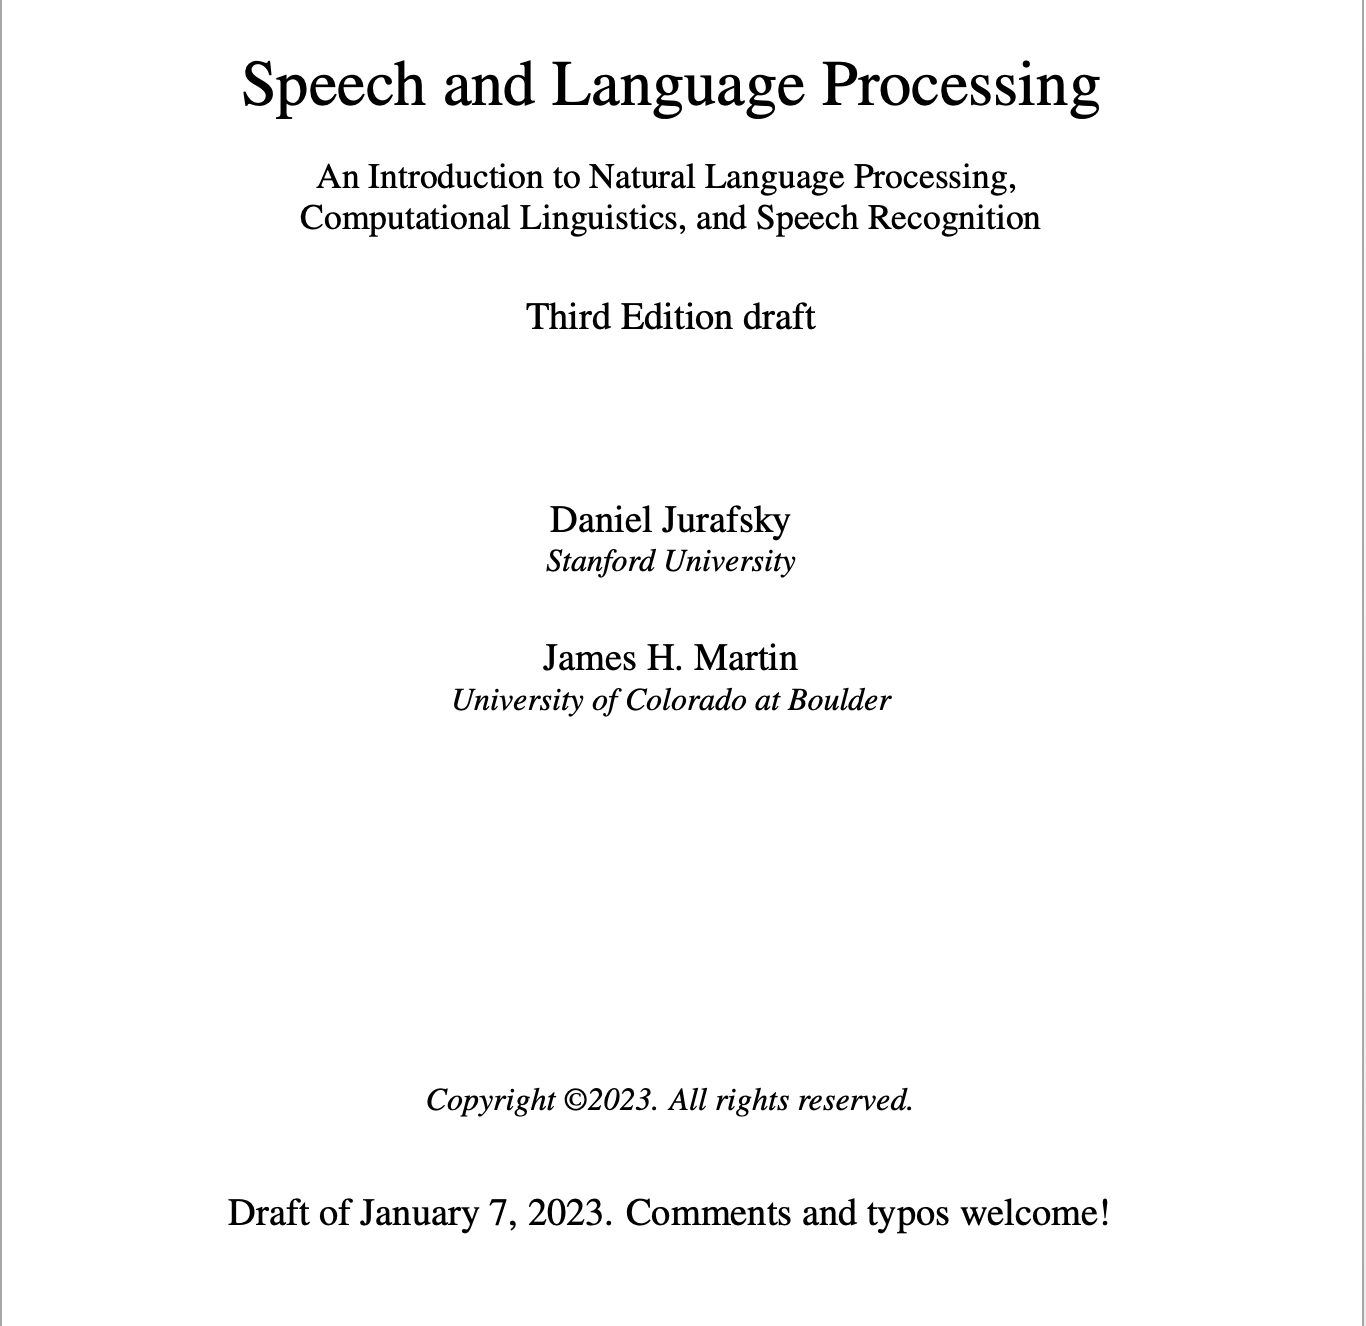 Speech and Language Processing
An Introduction to Natural Language Processing,
Computational Linguistics, and Speech Recognition
Third Edition draft
Daniel Jurafsky
Stanford University
James H. Martin
University of Colorado at Boulder
Copyright ©2023. All rights reserved.
Draft of January 7, 2023. Comments and typos welcome!